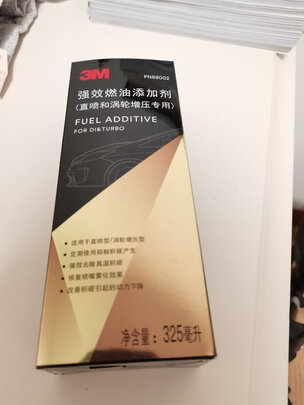 3M
PN88002
强效燃油添加剂
(直喷和涡轮增压专用)
FUEL ADDITIVE
FOR DI&TURBO
• 适用于直喷型/涡轮增压型
• 定期使用抑制积碳产生
• 强效去除高温积碳
• 恢复喷嘴雾化效果
• 改善积碳引起的动力下降
净含量: 325毫升